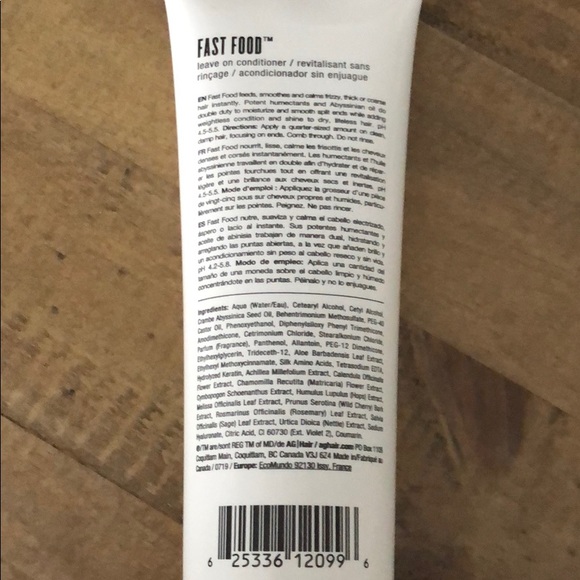 FAST FOOD™
leave on conditioner / revitalisant sans
rinçage / acondicionador sin enjuague
EN Fast Food feeds, smoothes and calms frizzy, thick or coarse
hair instantly. Potent humectants and Abyssinian oil do
double duty to moisturize and smooth split ends while adding
weightless condition and shine to dry, lifeless hair. pH
4.5-5.5. Directions: Apply a quarter-sized amount on clean,
damp hair, focusing on ends. Comb through. Do not rinse.
FR Fast Food nourrit, lisse, calme les frisottis et les cheveux
denses et corsés instantanément. Les humectants et l'huile
abyssinienne travaillent en double afin d'hydrater et de répar-
er les pointes fourchues tout en offrant une revitalisation
légère et une brillance aux cheveux secs et inertes. pH
4.5-5.5. Mode d'emploi : Appliquez la grosseur d'une pièce
de vingt-cinq sous sur cheveux propres et humides, particu-
lièrement sur les pointes. Peignez. Ne pas rincer.
ES Fast Food nutre, suaviza y calma el cabello electrizado,
áspero o lacio al instante. Sus potentes humectantes y
aceite de abisinia trabajan de manera dual, hidratando y
arreglando las puntas abiertas, a la vez que añaden brillo y
un acondicionamiento sin peso al cabello reseco y sin vida.
pH 4.2-5.8. Modo de empleo: Aplica una cantidad del
tamaño de una moneda sobre el cabello limpio y húmedo
concentrándote en las puntas. Péinalo y no lo enjuagues.
Ingredients: Aqua (Water/Eau), Cetearyl Alcohol, Cetyl Alcohol,
Crambe Abyssinica Seed Oil, Behentrimonium Methosulfate, PEG-40
Castor Oil, Phenoxyethanol, Diphenylsiloxy Phenyl Trimethicone,
Amodimethicone, Cetrimonium Chloride, Stearalkonium Chloride,
Parfum (Fragrance), Panthenol, Allantoin, PEG-12 Dimethicone,
Ethylhexylglycerin, Trideceth-12, Aloe Barbadensis Leaf Extract,
Ethylhexyl Methoxycinnamate, Silk Amino Acids, Tetrasodium EDTA,
Hydrolyzed Keratin, Achillea Millefolium Extract, Calendula Officinalis
Flower Extract, Chamomilla Recutita (Matricaria) Flower Extract,
Cymbopogon Schoenanthus Extract, Humulus Lupulus (Hops) Extract,
Melissa Officinalis Leaf Extract, Prunus Serotina (Wild Cherry) Bark
Extract, Rosmarinus Officinalis (Rosemary) Leaf Extract, Salvia
Officinalis (Sage) Leaf Extract, Urtica Dioica (Nettle) Extract, Sodium
Hyaluronate, Citric Acid, CI 60730 (Ext. Violet 2), Coumarin.
®/TM are/sont REG TM of MD/de AG|Hair / aghair.com PO Box 1108
Coquitlam Main, Coquitlam, BC Canada V3J 6Z4 Made in/Fabriqué au
Canada / 0719 / Europe: EcoMundo 92130 Issy, France
6 25336 12099 6